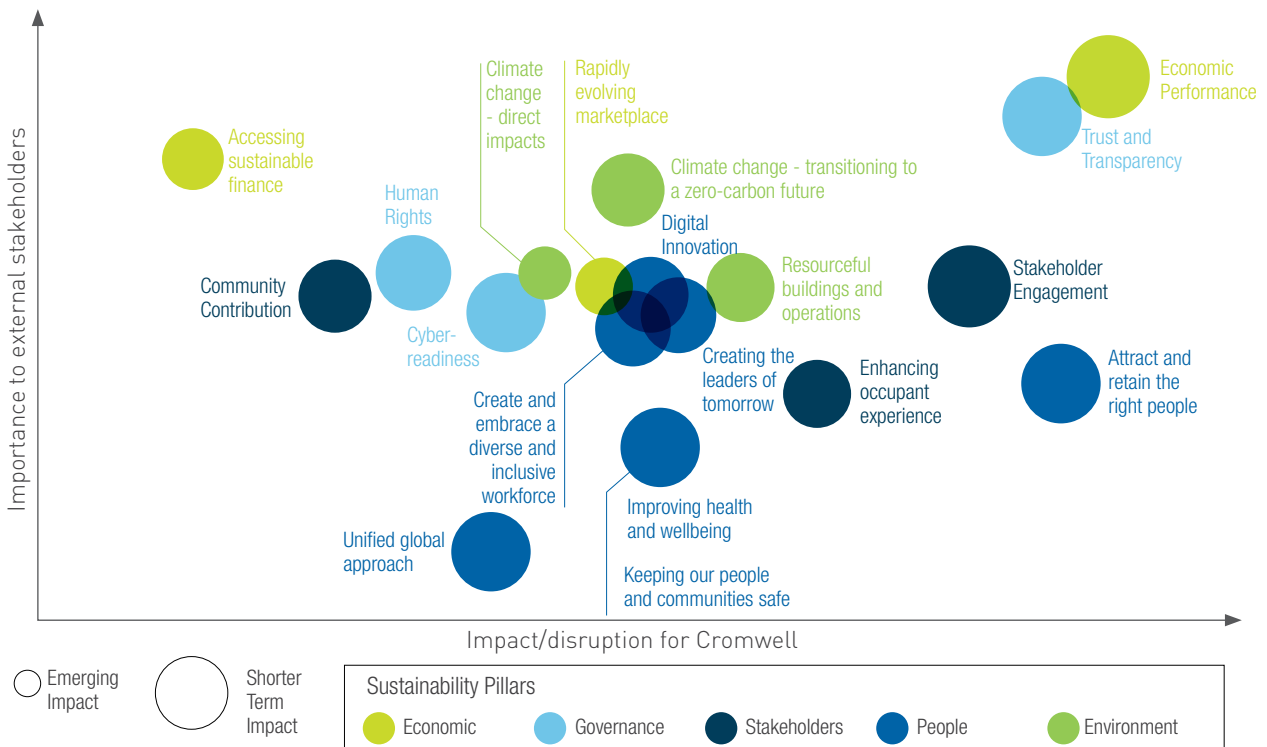 Importance to external stakeholders
Climate
change
- direct
impacts
Rapidly
evolving
marketplace
Economic
Performance
Trust and
Transparency
Accessing
sustainable
finance
Climate change - transitioning to
a zero-carbon future
Human
Rights
Digital
Innovation
Community
Contribution
Resourceful
buildings and
operations
Stakeholder
Engagement
Cyber-
readiness
Creating the
leaders of
tomorrow
Enhancing
occupant
experience
Attract and
retain the
right people
Create and
embrace a
diverse and
inclusive
workforce
Improving health
and wellbeing
Unified global
approach
Keeping our people
and communities safe
Impact/disruption for Cromwell
Emerging
Impact
Shorter
Term
Impact
Sustainability Pillars
Economic
Governance
Stakeholders
People
Environment